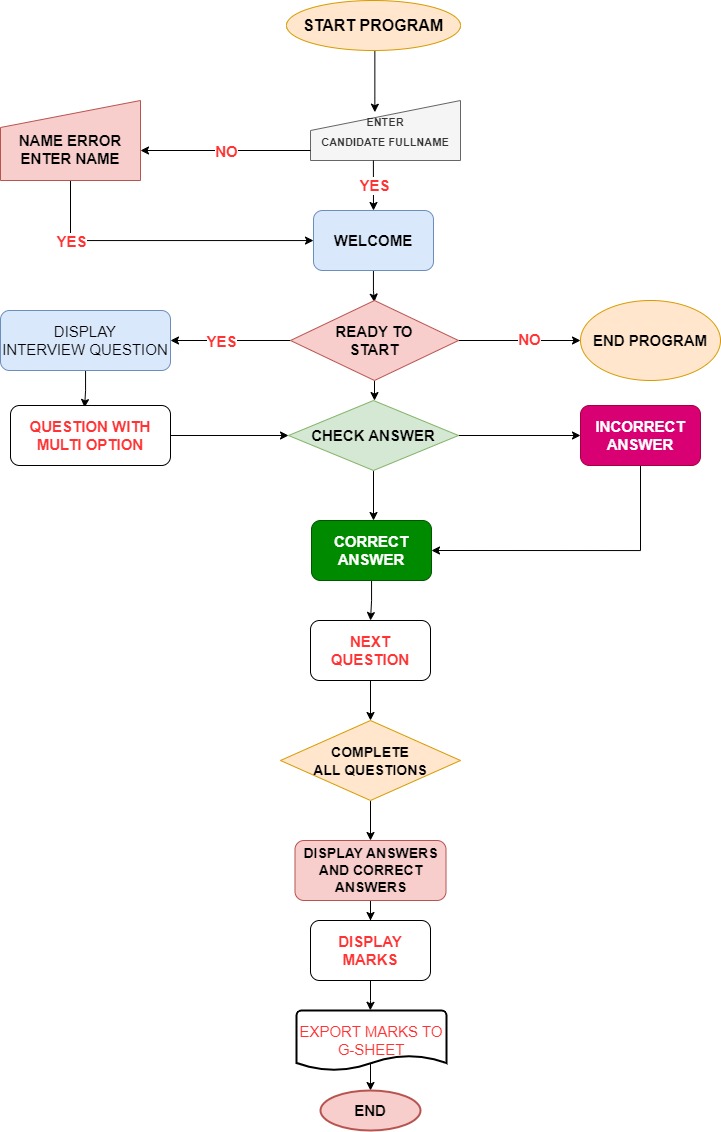 START PROGRAM
ENTER
CANDIDATE FULLNAME
NAME ERROR
ENTER NAME
NO
YES
YES
WELCOME
READY TO
START
YES
NO
DISPLAY
INTERVIEW QUESTION
END PROGRAM
QUESTION WITH
MULTI OPTION
CHECK ANSWER
INCORRECT
ANSWER
CORRECT
ANSWER
NEXT
QUESTION
COMPLETE
ALL QUESTIONS
DISPLAY ANSWERS
AND CORRECT
ANSWERS
DISPLAY
MARKS
EXPORT MARKS TO
G-SHEET
END